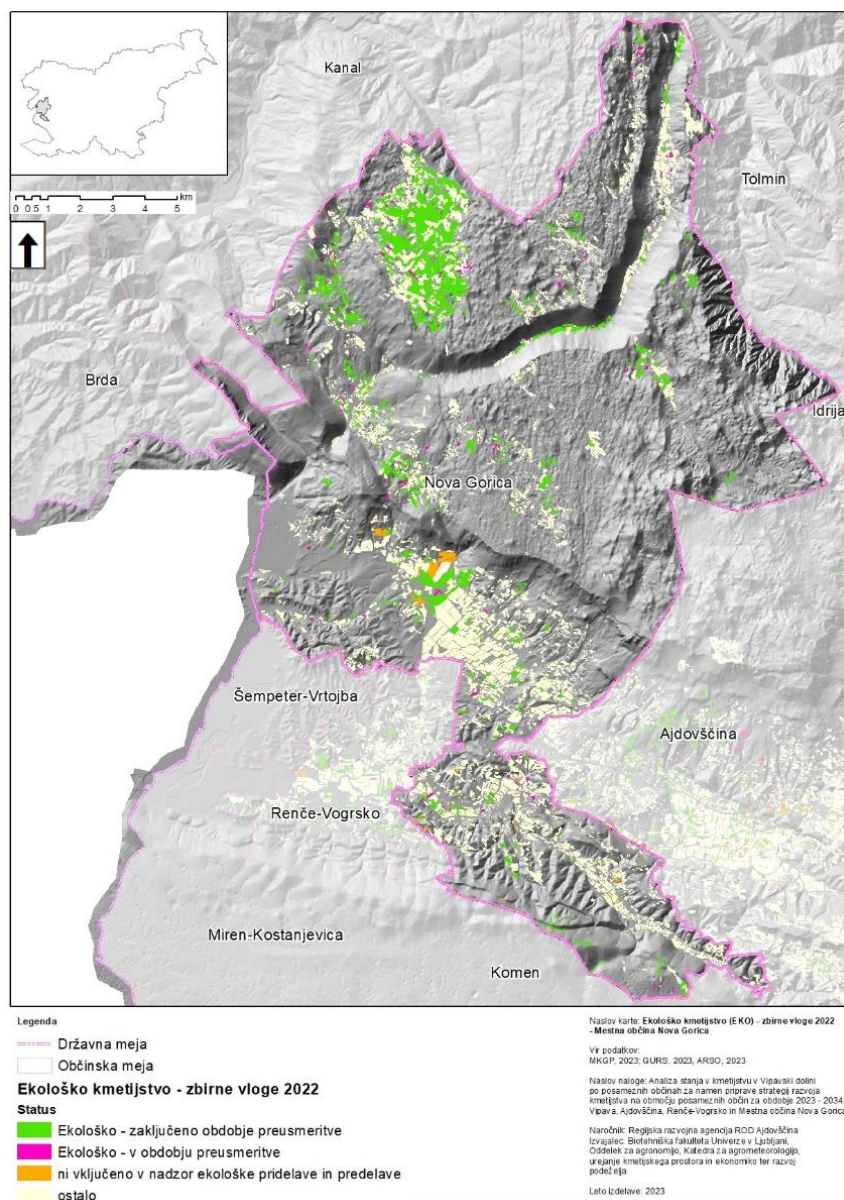 Kanal
Tolmin
km
0 0.5 1 2 3 4 5
Brda
Idrija
Nova Gorica
Šempeter-Vrtojba
Ajdovščina
Renče-Vogrsko
Miren-Kostanjevica
Komen
Legenda
Državna meja
Občinska meja
Ekološko kmetijstvo - zbirne vloge 2022
Status
Ekološko - zaključeno obdobje preusmeritve
Ekološko - v obdobju preusmeritve
ni vključeno v nadzor ekološke pridelave in predelave
ostalo
Naslov karte: Ekološko kmetijstvo (EKO) - zbirne vloge 2022
- Mestna občina Nova Gorica
Vir podatkov:
MKGP, 2023; GURS, 2023, ARSO, 2023
Naslov naloge: Analiza stanja v kmetijstvu v Vipavski dolini
po posameznih občinah za namen priprave strategij razvoja
kmetijstva na območju posameznih občin za obdobje 2023 - 2034
Vipava, Ajdovščina, Renče-Vogrsko in Mestna občina Nova Gorica
Naročnik: Regijska razvojna agencija ROD Ajdovščina
Izvajalec: Biotehniška fakulteta Univerze v Ljubljani,
Oddelek za agronomijo, Katedra za agrometeorologijo,
urejanje kmetijskega prostora in ekonomiko ter razvoj
podeželja
Leto izdelave: 2023